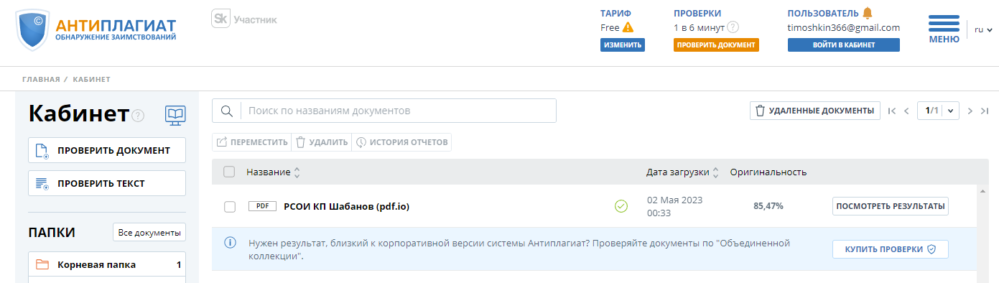 АНТИПЛАГИАТ
ОБНАРУЖЕНИЕ ЗАИМСТВОВАНИЙ
Sk Участник
ТАРИФ
Free
ИЗМЕНИТЬ
ПРОВЕРКИ
1 в 6 минут ?
ПРОВЕРИТЬ ДОКУМЕНТ
ПОЛЬЗОВАТЕЛЬ
timoshkin366@gmail.com
ВОЙТИ В КАБИНЕТ
МЕНЮ
ru
ГЛАВНАЯ / КАБИНЕТ
Кабинет ?
ПРОВЕРИТЬ ДОКУМЕНТ
ПРОВЕРИТЬ ТЕКСТ
ПАПКИ
Все документы
Корневая папка 1
Поиск по названиям документов
УДАЛЕННЫЕ ДОКУМЕНТЫ
1/1
ПЕРЕМЕСТИТЬ
УДАЛИТЬ
ИСТОРИЯ ОТЧЕТОВ
Название
Дата загрузки
Оригинальность
PDF
РСОИ КП Шабанов (pdf.io)
02 Мая 2023
00:33
85,47%
ПОСМОТРЕТЬ РЕЗУЛЬТАТЫ
Нужен результат, близкий к корпоративной версии системы Антиплагиат? Проверяйте документы по "Объединенной
коллекции".
КУПИТЬ ПРОВЕРКИ